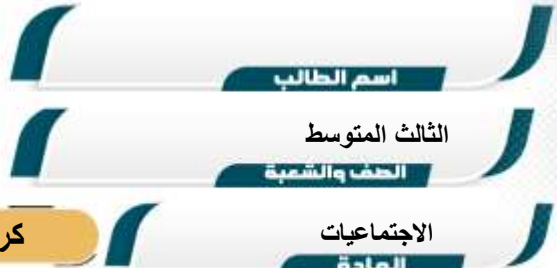 اسم الطالب
الثالث المتوسط
الصف والشعبة
الاجتماعيات
المادة